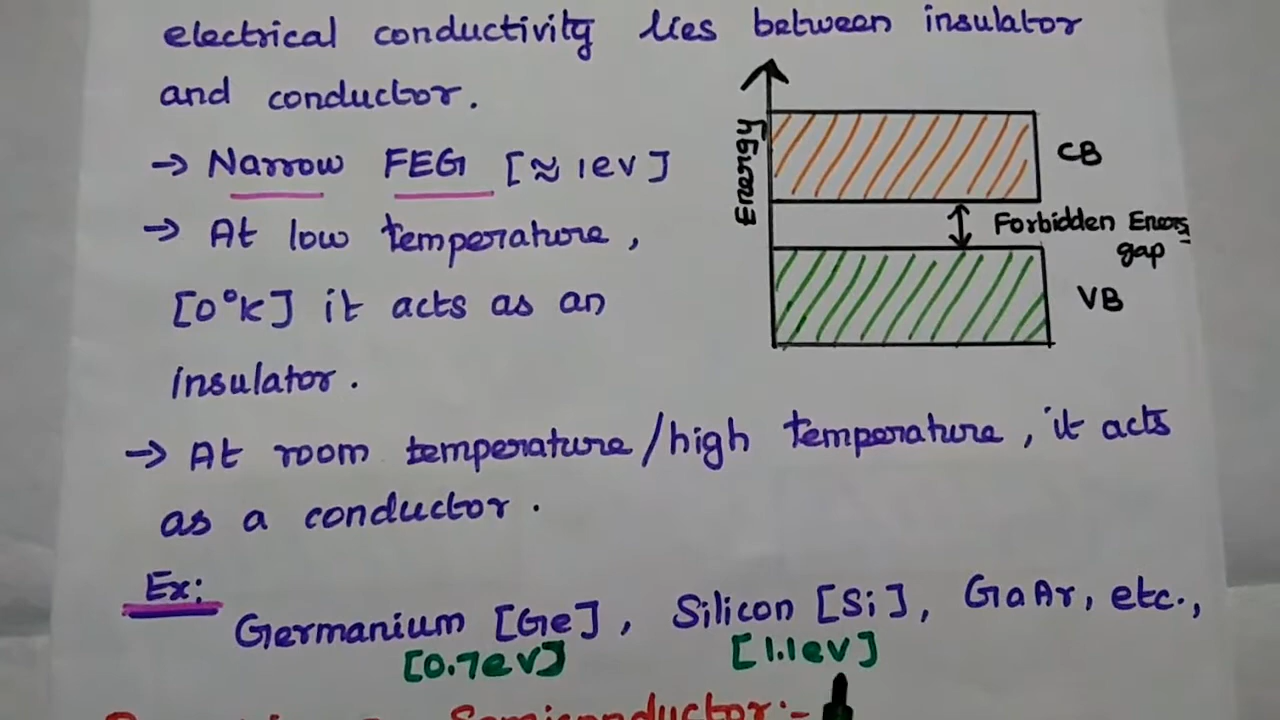 electrical conductivity lies between insulator
and conductor.
→ Narrow FEG [≈ 1ev]
→ At low temperature,
[0°K] it acts as an
insulator.
Energy
CB
Forbidden Energy
gap
VB
→ At room temperature/high temperature, it acts
as a conductor.
Ex:
Germanium [Ge], Silicon [Si], GaAr, etc.,
[0.7ev] [1.1ev]
Semiconductor:-